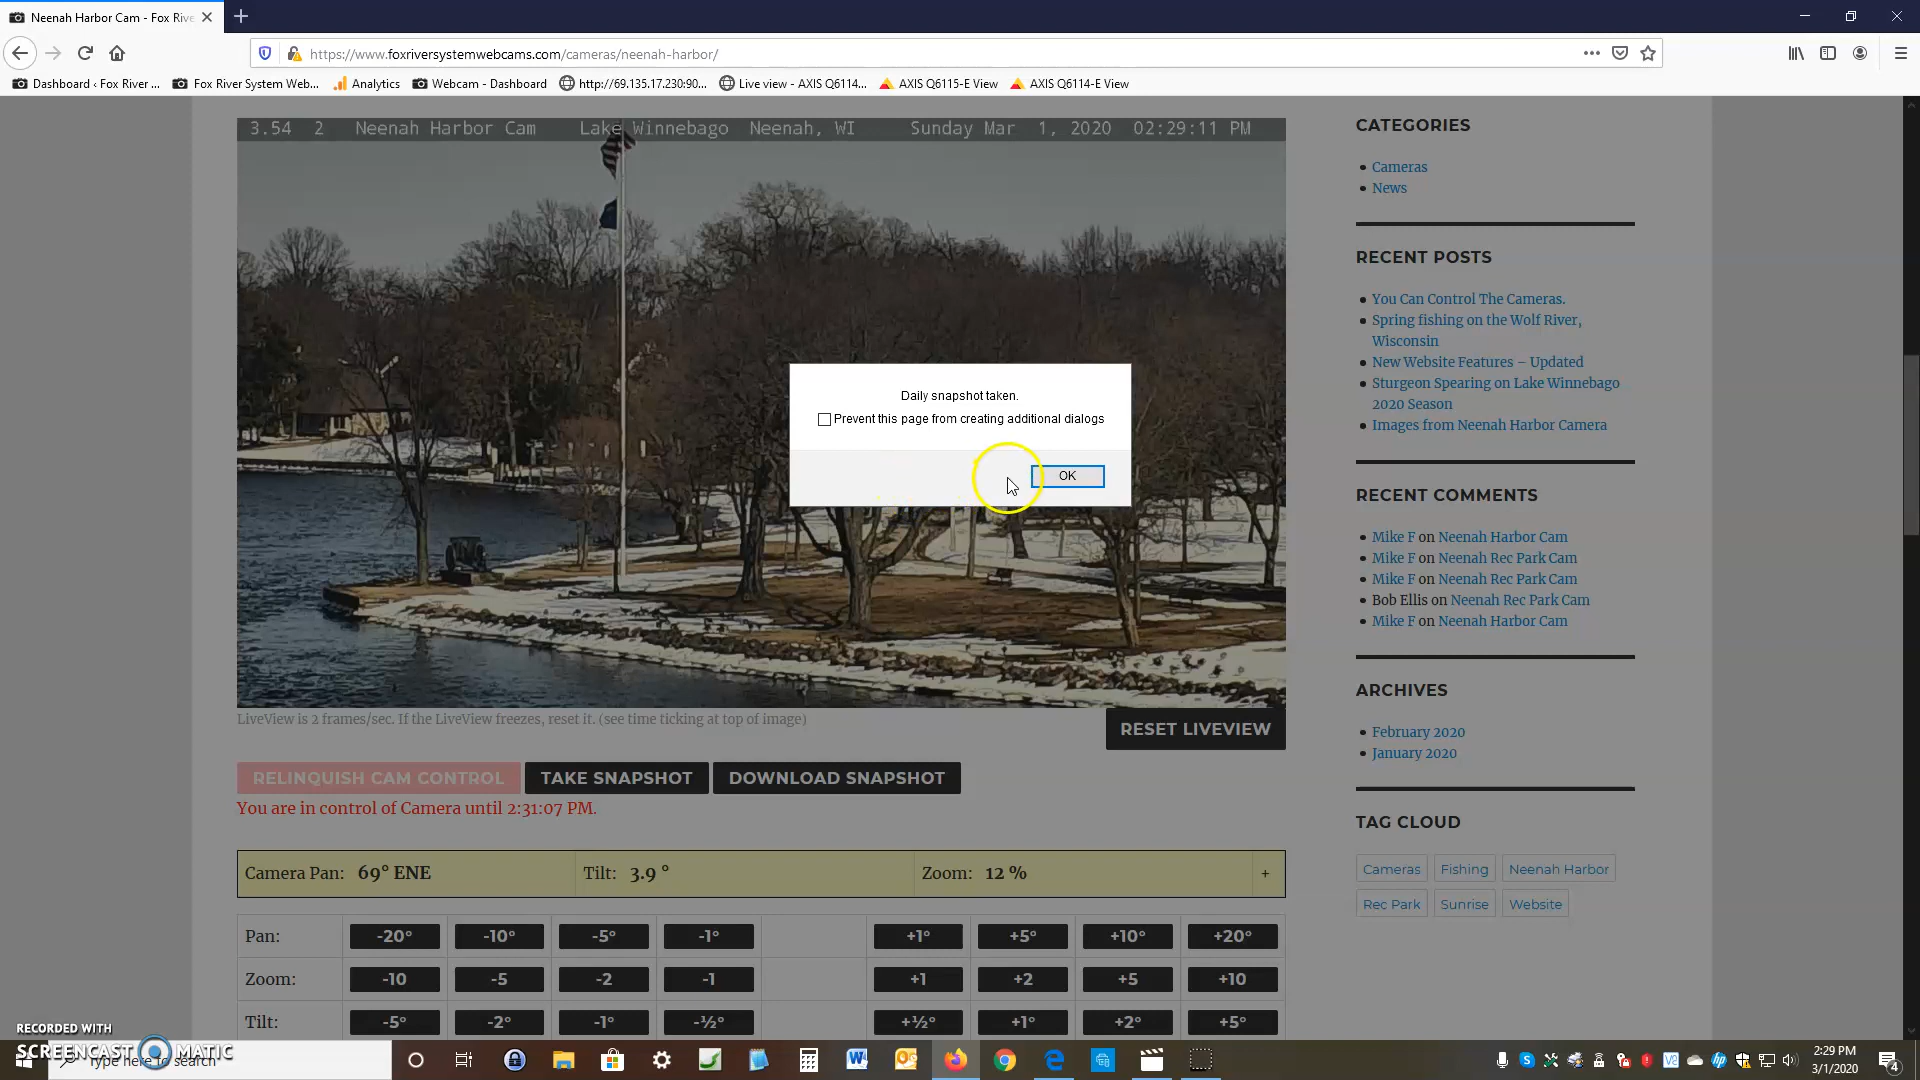 Neenah Harbor Cam - Fox Rive
https://www.foxriversystemwebcams.com/cameras/neenah-harbor/
Dashboard ‹ Fox River ...
Fox River System Web...
Analytics
Webcam - Dashboard
http://69.135.17.230:90...
Live view - AXIS Q6114...
AXIS Q6115-E View
AXIS Q6114-E View
3.54 2 Neenah Harbor Cam Lake Winnebago Neenah, WI Sunday Mar 1, 2020 02:29:11 PM
Daily snapshot taken.
Prevent this page from creating additional dialogs
OK
LiveView is 2 frames/sec. If the LiveView freezes, reset it. (see time ticking at top of image)
RESET LIVEVIEW
RELINQUISH CAM CONTROL
TAKE SNAPSHOT
DOWNLOAD SNAPSHOT
You are in control of Camera until 2:31:07 PM.
Camera Pan: 69° ENE Tilt: 3.9 ° Zoom: 12 % +
Pan: -20° -10° -5° -1° +1° +5° +10° +20°
Zoom: -10 -5 -2 -1 +1 +2 +5 +10
Tilt: -5° -2° -1° -½° +½° +1° +2° +5°
CATEGORIES
Cameras
News
RECENT POSTS
You Can Control The Cameras.
Spring fishing on the Wolf River,
Wisconsin
New Website Features – Updated
Sturgeon Spearing on Lake Winnebago
2020 Season
Images from Neenah Harbor Camera
RECENT COMMENTS
Mike F on Neenah Harbor Cam
Mike F on Neenah Rec Park Cam
Mike F on Neenah Rec Park Cam
Bob Ellis on Neenah Rec Park Cam
Mike F on Neenah Harbor Cam
ARCHIVES
February 2020
January 2020
TAG CLOUD
Cameras Fishing Neenah Harbor
Rec Park Sunrise Website
RECORDED WITH
SCREENCAST MATIC
Type here to search
2:29 PM
3/1/2020
4